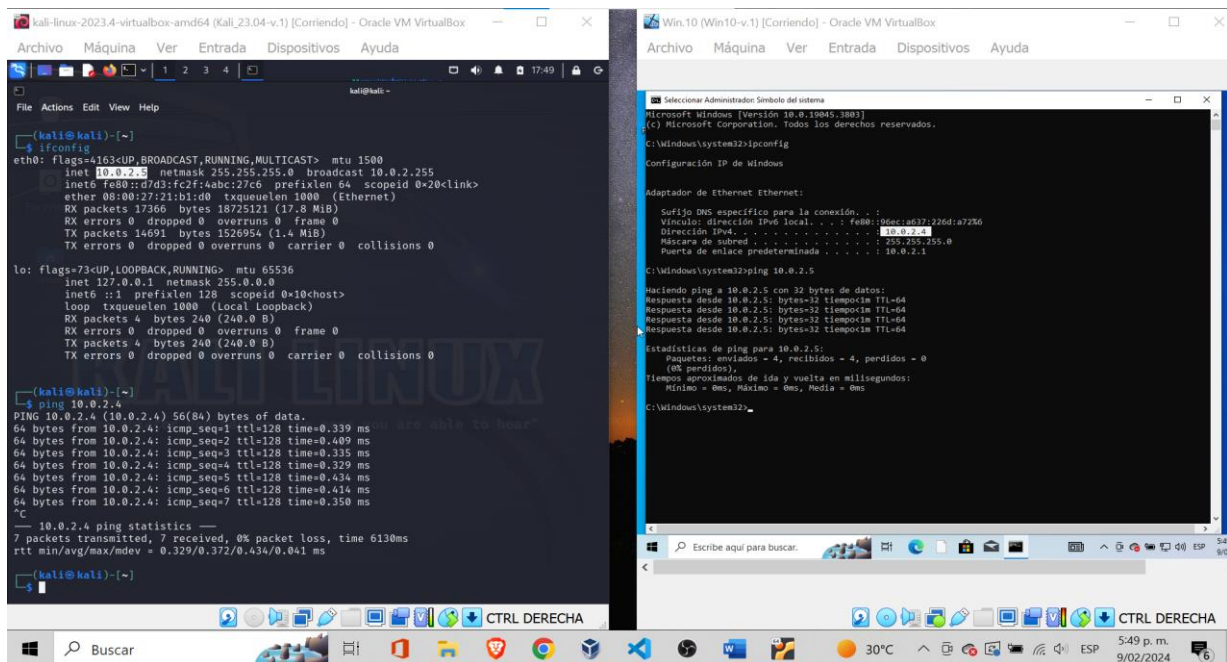 kali-linux-2023.4-virtualbox-amd64 (Kali_23.04-v.1) [Corriendo] - Oracle VM VirtualBox
Archivo Máquina Ver Entrada Dispositivos Ayuda
1 2 3 4
17:49
kali@kali: ~
File Actions Edit View Help
(kali㉿kali)-[~]
$ ifconfig
eth0: flags=4163<UP,BROADCAST,RUNNING,MULTICAST> mtu 1500
inet 10.0.2.5 netmask 255.255.255.0 broadcast 10.0.2.255
inet6 fe80::d7d3:fc2f:4abc:27c6 prefixlen 64 scopeid 0×20<link>
ether 08:00:27:21:b1:d0 txqueuelen 1000 (Ethernet)
RX packets 17366 bytes 18725121 (17.8 MiB)
RX errors 0 dropped 0 overruns 0 frame 0
TX packets 14691 bytes 1526954 (1.4 MiB)
TX errors 0 dropped 0 overruns 0 carrier 0 collisions 0
lo: flags=73<UP,LOOPBACK,RUNNING> mtu 65536
inet 127.0.0.1 netmask 255.0.0.0
inet6 ::1 prefixlen 128 scopeid 0×10<host>
loop txqueuelen 1000 (Local Loopback)
RX packets 4 bytes 240 (240.0 B)
RX errors 0 dropped 0 overruns 0 frame 0
TX packets 4 bytes 240 (240.0 B)
TX errors 0 dropped 0 overruns 0 carrier 0 collisions 0
KALI LINUX
(kali㉿kali)-[~]
$ ping 10.0.2.4
PING 10.0.2.4 (10.0.2.4) 56(84) bytes of data.
64 bytes from 10.0.2.4: icmp_seq=1 ttl=128 time=0.339 ms
you are able to hear"
64 bytes from 10.0.2.4: icmp_seq=2 ttl=128 time=0.409 ms
64 bytes from 10.0.2.4: icmp_seq=3 ttl=128 time=0.335 ms
64 bytes from 10.0.2.4: icmp_seq=4 ttl=128 time=0.329 ms
64 bytes from 10.0.2.4: icmp_seq=5 ttl=128 time=0.434 ms
64 bytes from 10.0.2.4: icmp_seq=6 ttl=128 time=0.414 ms
64 bytes from 10.0.2.4: icmp_seq=7 ttl=128 time=0.350 ms
^C
— 10.0.2.4 ping statistics —
7 packets transmitted, 7 received, 0% packet loss, time 6130ms
rtt min/avg/max/mdev = 0.329/0.372/0.434/0.041 ms
(kali㉿kali)-[~]
$
CTRL DERECHA
Win.10 (Win10-v.1) [Corriendo] - Oracle VM VirtualBox
Archivo Máquina Ver Entrada Dispositivos Ayuda
Seleccionar Administrador: Símbolo del sistema
Microsoft Windows [Versión 10.0.19045.3803]
(c) Microsoft Corporation. Todos los derechos reservados.
C:\Windows\system32>ipconfig
Configuración IP de Windows
Adaptador de Ethernet Ethernet:
Sufijo DNS específico para la conexión. . :
Vínculo: dirección IPv6 local. . . : fe80::96ec:a637:226d:a72%6
Dirección IPv4. . . . . . . . . . . . . . : 10.0.2.4
Máscara de subred . . . . . . . . . . . . : 255.255.255.0
Puerta de enlace predeterminada . . . . . : 10.0.2.1
C:\Windows\system32>ping 10.0.2.5
Haciendo ping a 10.0.2.5 con 32 bytes de datos:
Respuesta desde 10.0.2.5: bytes=32 tiempo<1m TTL=64
Respuesta desde 10.0.2.5: bytes=32 tiempo<1m TTL=64
Respuesta desde 10.0.2.5: bytes=32 tiempo<1m TTL=64
Respuesta desde 10.0.2.5: bytes=32 tiempo<1m TTL=64
Estadísticas de ping para 10.0.2.5:
Paquetes: enviados = 4, recibidos = 4, perdidos = 0
(0% perdidos),
Tiempos aproximados de ida y vuelta en milisegundos:
Mínimo = 0ms, Máximo = 0ms, Media = 0ms
C:\Windows\system32>
Escribe aquí para buscar.
ESP
CTRL DERECHA
Buscar
30°C
ESP
5:49 p. m.
9/02/2024
6